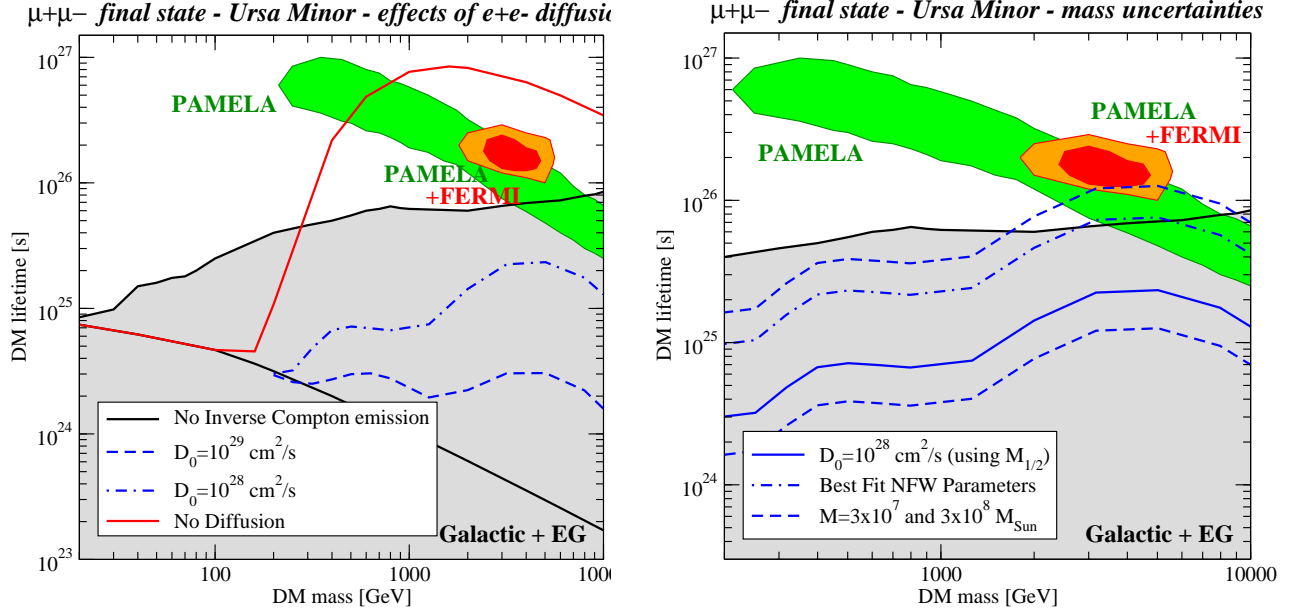 μ+μ− final state - Ursa Minor - effects of e+e- diffusio
10^27
10^26
10^25
10^24
10^23
DM lifetime [s]
PAMELA
PAMELA
+FERMI
No Inverse Compton emission
D_0=10^29 cm^2/s
D_0=10^28 cm^2/s
No Diffusion
Galactic + EG
100
1000
1000
DM mass [GeV]
μ+μ− final state - Ursa Minor - mass uncertainties
10^27
10^26
10^25
10^24
DM lifetime [s]
PAMELA
+FERMI
PAMELA
D_0=10^28 cm^2/s (using M_1/2)
Best Fit NFW Parameters
M=3x10^7 and 3x10^8 M_Sun
Galactic + EG
1000
10000
DM mass [GeV]